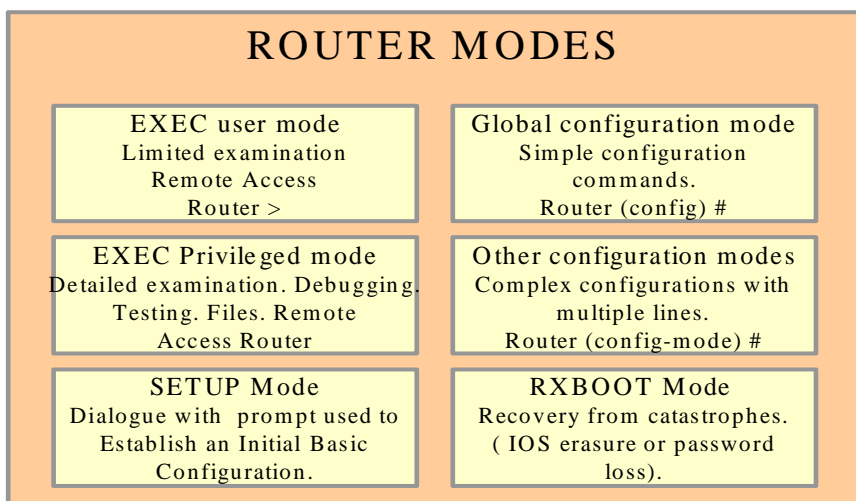 ROUTER MODES
EXEC user mode
Limited examination
Remote Access
Router >
Global configuration mode
Simple configuration
commands.
Router (config) #
EXEC Privileged mode
Detailed examination. Debugging.
Testing. Files. Remote
Access Router
Other configuration modes
Complex configurations with
multiple lines.
Router (config-mode) #
SETUP Mode
Dialogue with prompt used to
Establish an Initial Basic
Configuration.
RXBOOT Mode
Recovery from catastrophes.
( IOS erasure or password
loss).